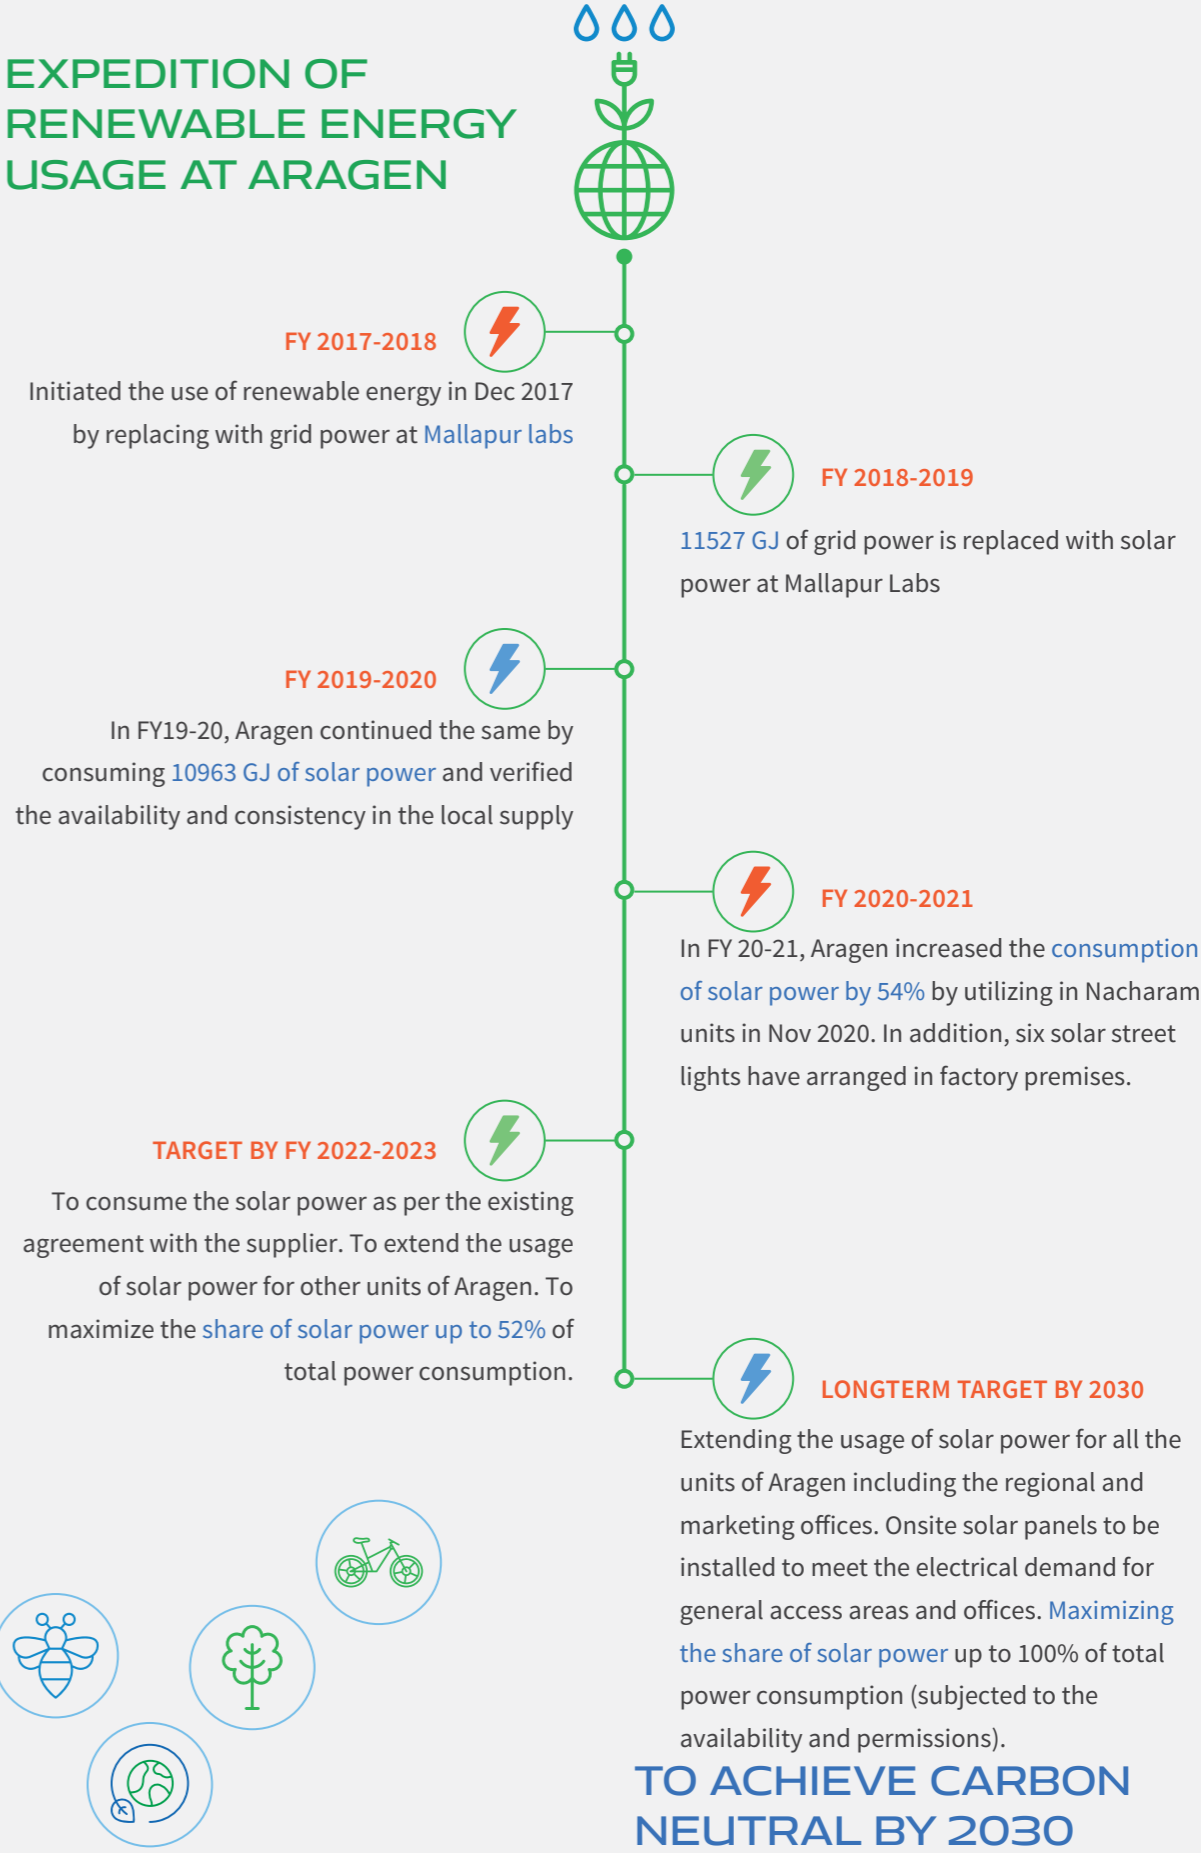 EXPEDITION OF
RENEWABLE ENERGY
USAGE AT ARAGEN
FY 2017-2018
Initiated the use of renewable energy in Dec 2017
by replacing with grid power at Mallapur labs
FY 2018-2019
11527 GJ of grid power is replaced with solar
power at Mallapur Labs
FY 2019-2020
In FY19-20, Aragen continued the same by
consuming 10963 GJ of solar power and verified
the availability and consistency in the local supply
FY 2020-2021
In FY 20-21, Aragen increased the consumption
of solar power by 54% by utilizing in Nacharam
units in Nov 2020. In addition, six solar street
lights have arranged in factory premises.
TARGET BY FY 2022-2023
To consume the solar power as per the existing
agreement with the supplier. To extend the usage
of solar power for other units of Aragen. To
maximize the share of solar power up to 52% of
total power consumption.
LONGTERM TARGET BY 2030
Extending the usage of solar power for all the
units of Aragen including the regional and
marketing offices. Onsite solar panels to be
installed to meet the electrical demand for
general access areas and offices. Maximizing
the share of solar power up to 100% of total
power consumption (subjected to the
availability and permissions).
TO ACHIEVE CARBON
NEUTRAL BY 2030